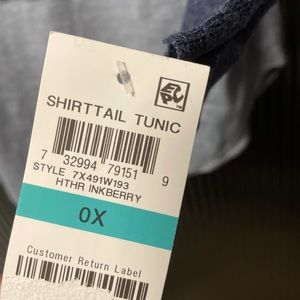 SHIRTTAIL TUNIC
7 32994 79151 9
STYLE 7X491W193
HTHR INKBERRY
0X
Customer Return Label